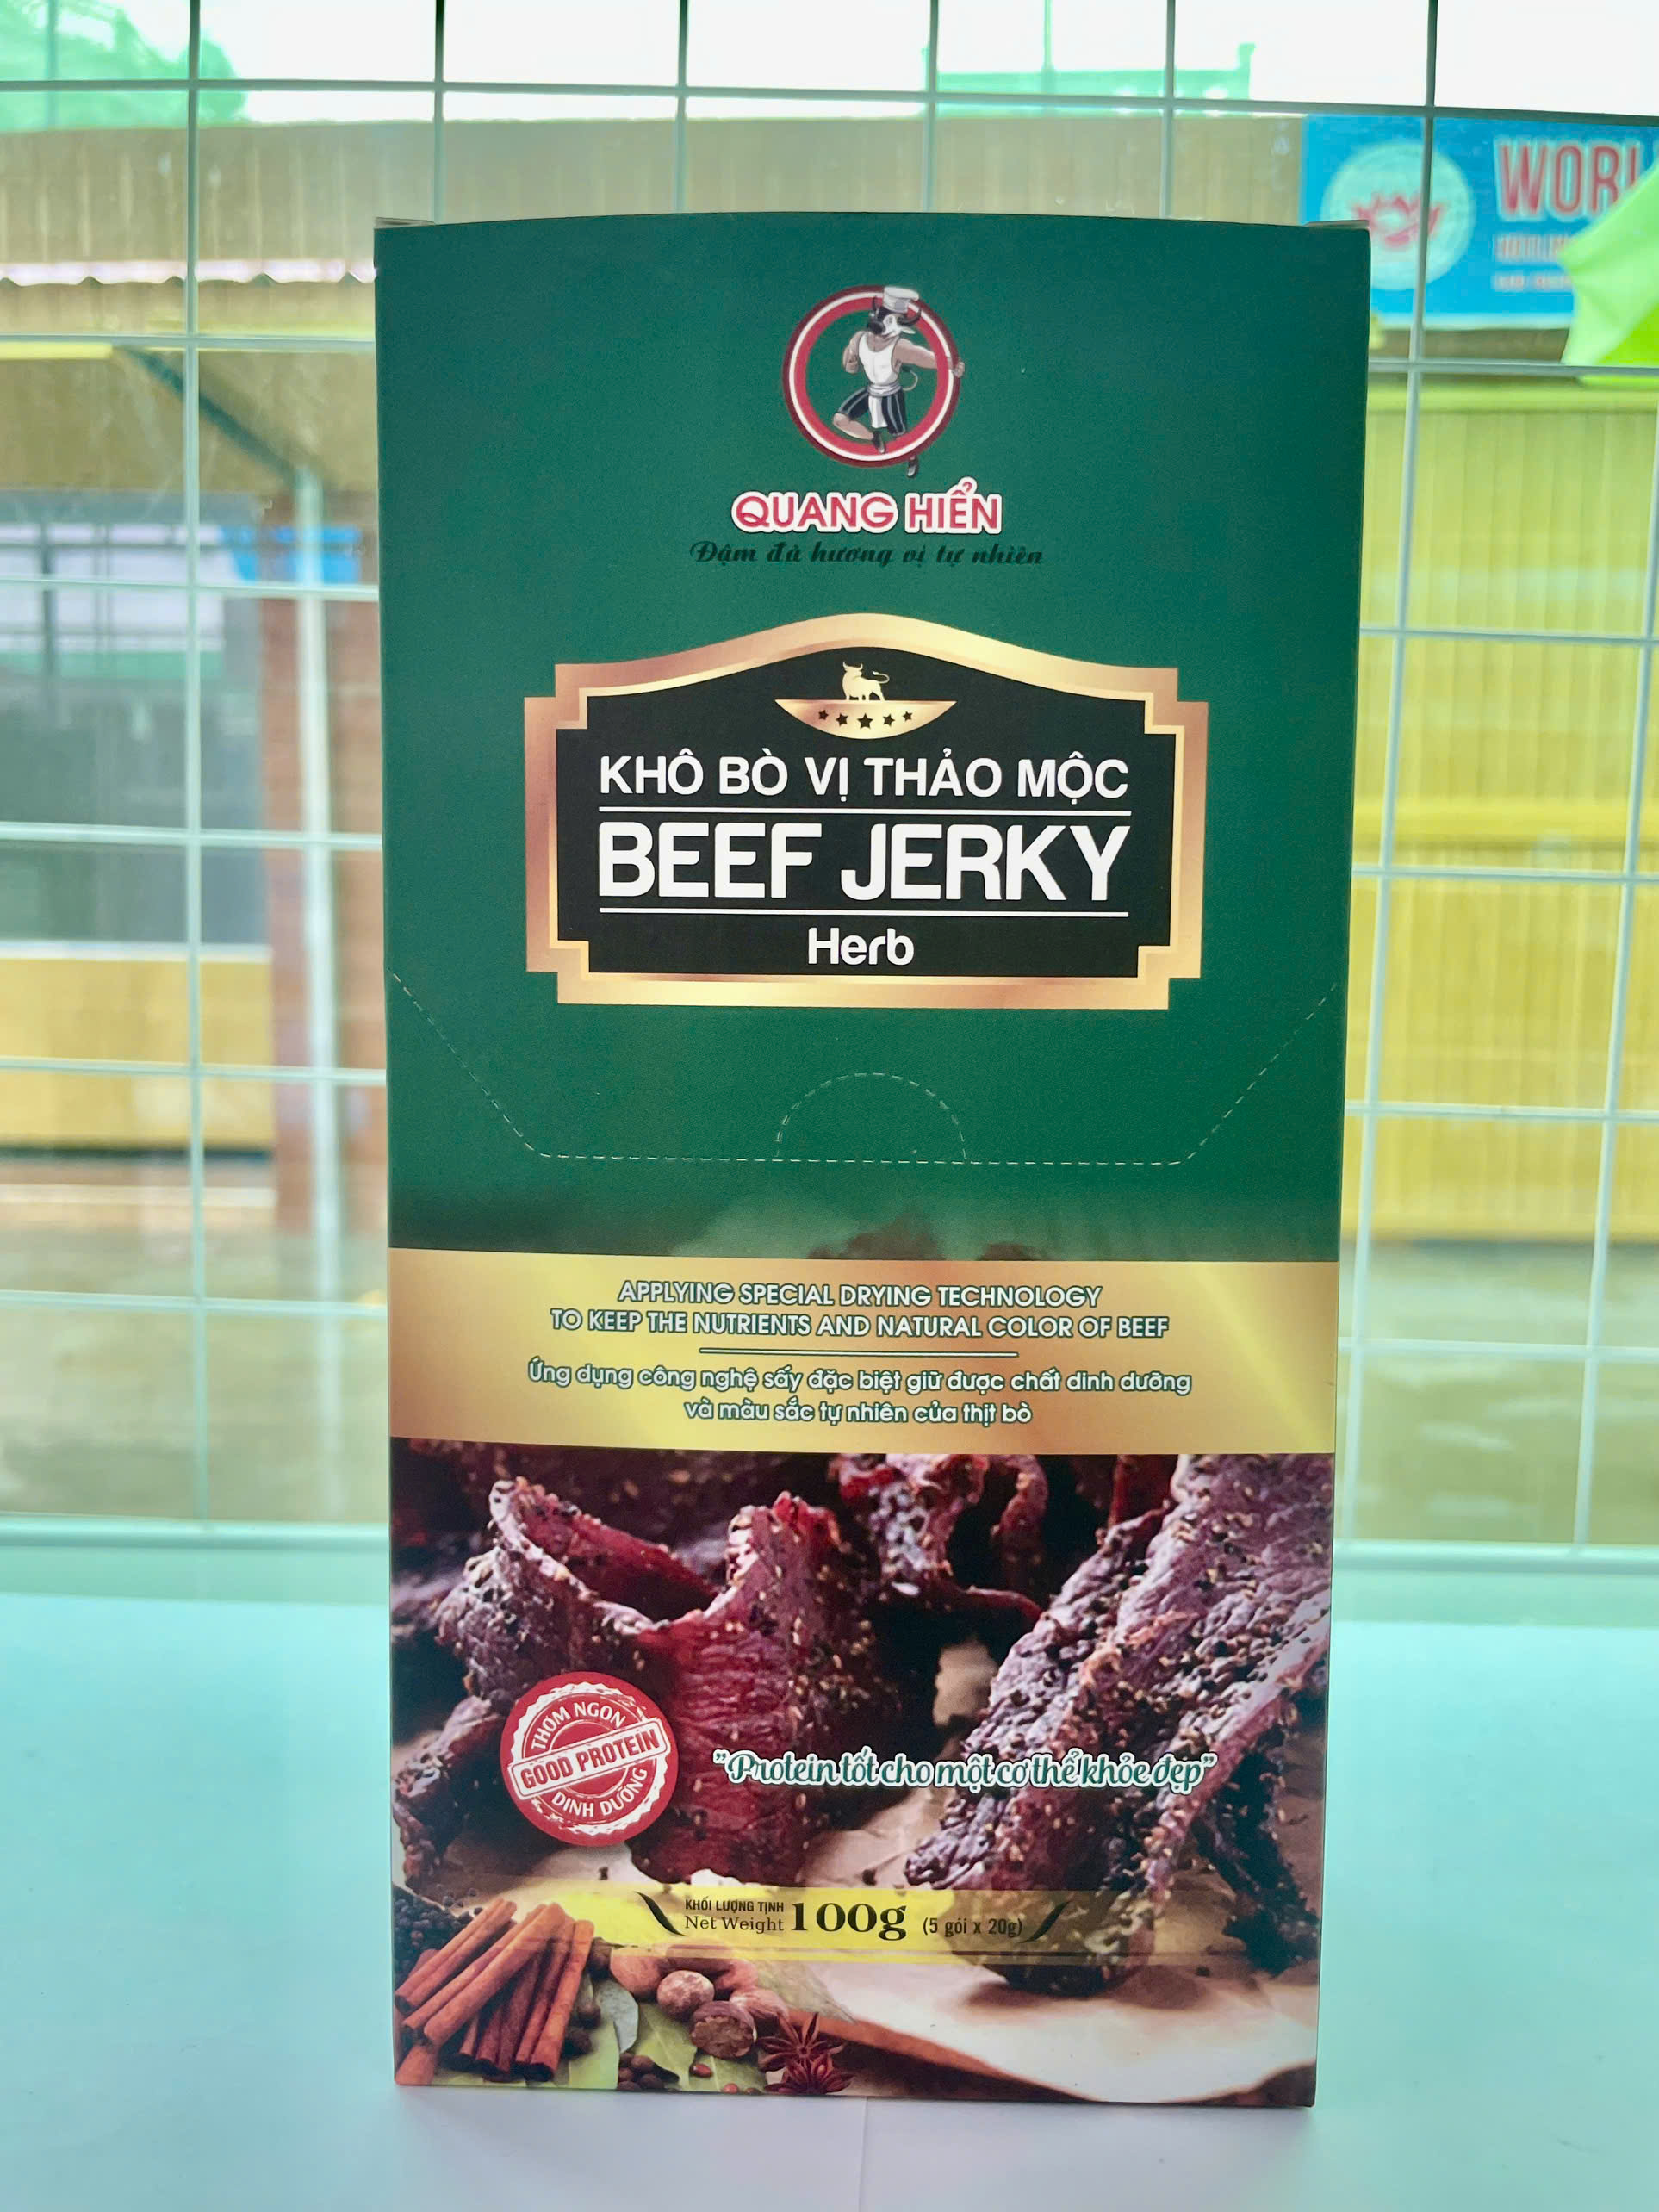 WORL
QUANG HIỂN
Đậm đà hương vị tự nhiên
KHÔ BÒ VỊ THẢO MỘC
BEEF JERKY
Herb
APPLYING SPECIAL DRYING TECHNOLOGY
TO KEEP THE NUTRIENTS AND NATURAL COLOR OF BEEF
Ứng dụng công nghệ sấy đặc biệt giữ được chất dinh dưỡng
và màu sắc tự nhiên của thịt bò
THƠM NGON
GOOD PROTEIN
DINH DƯỠNG
"Protein tốt cho một cơ thể khỏe đẹp"
KHỐI LƯỢNG TỊNH
Net Weight 100g (5 gói x 20g)